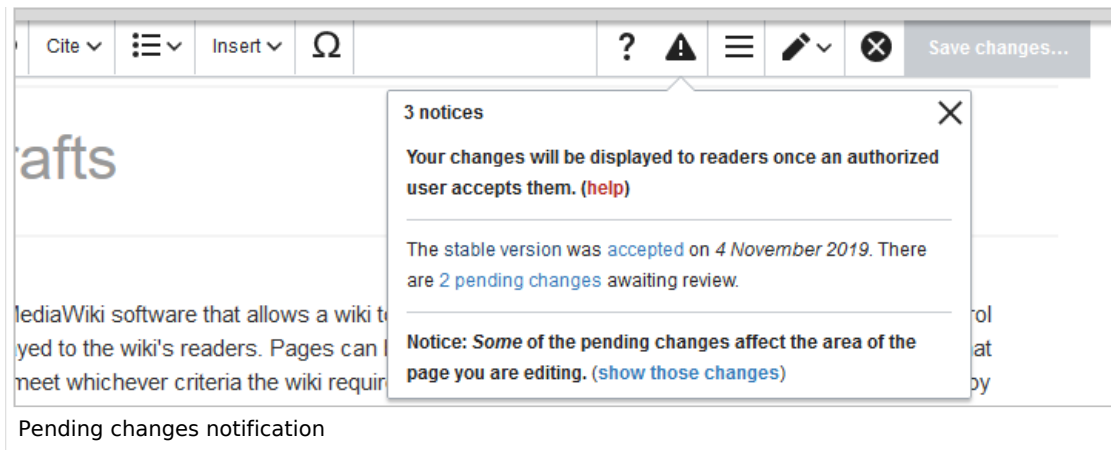 Cite Insert Ω ? Save changes...
3 notices
rafts
Your changes will be displayed to readers once an authorized
user accepts them. (help)
The stable version was accepted on 4 November 2019. There
are 2 pending changes awaiting review.
MediaWiki software that allows a wiki to
yed to the wiki's readers. Pages can
meet whichever criteria the wiki requir
Notice: Some of the pending changes affect the area of the
page you are editing. (show those changes)
rol
at
by
Pending changes notification